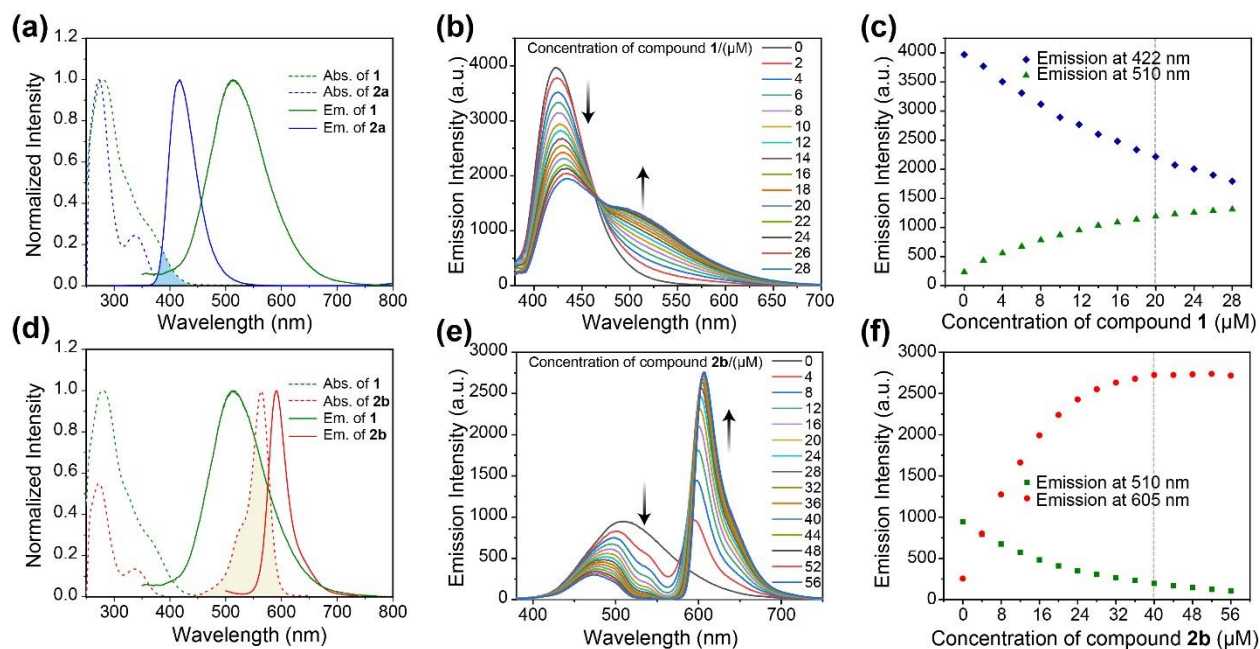 (a)
1.2
1.0
0.8
0.6
0.4
0.2
0.0
Normalized Intensity
Abs. of 1
Abs. of 2a
Em. of 1
Em. of 2a
300 400 500 600 700 800
Wavelength (nm)
(b)
4000
3000
2000
1000
0
Emission Intensity (a.u.)
Concentration of compound 1/(μM)
0
2
4
6
8
10
12
14
16
18
20
22
24
26
28
400 450 500 550 600 650 700
Wavelength (nm)
(c)
4000
3500
3000
2500
2000
1500
1000
500
0
Emission Intensity (a.u.)
Emission at 422 nm
Emission at 510 nm
0 4 8 12 16 20 24 28
Concentration of compound 1 (μM)
(d)
1.2
1.0
0.8
0.6
0.4
0.2
0.0
Normalized Intensity
Abs. of 1
Abs. of 2b
Em. of 1
Em. of 2b
300 400 500 600 700 800
Wavelength (nm)
(e)
3000
2500
2000
1500
1000
500
0
Emission Intensity (a.u.)
Concentration of compound 2b/(μM)
0
4
8
12
16
20
24
28
32
36
40
44
48
52
56
400 500 600 700
Wavelength (nm)
(f)
3000
2500
2000
1500
1000
500
0
Emission Intensity (a.u.)
Emission at 510 nm
Emission at 605 nm
0 8 16 24 32 40 48 56
Concentration of compound 2b (μM)